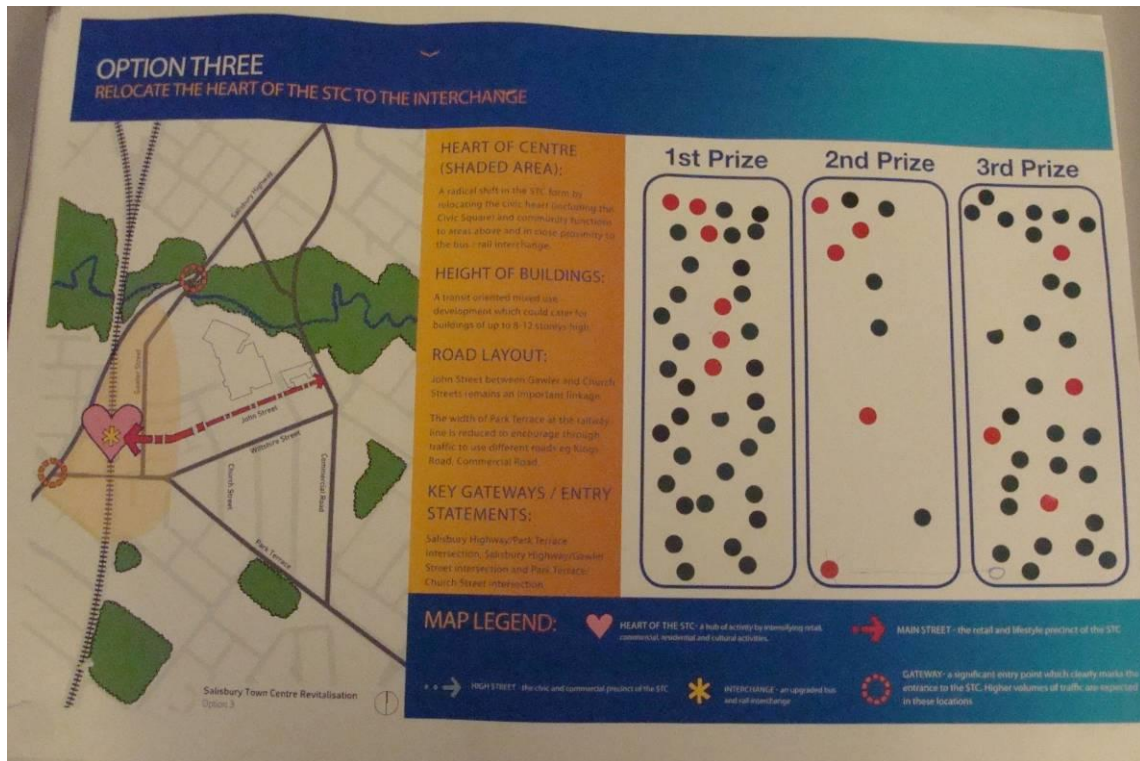 OPTION THREE
RELOCATE THE HEART OF THE STC TO THE INTERCHANGE
Salisbury Highway
Gawler Street
John Street
Wiltshire Street
Church Street
Commercial Road
Park Terrace
Salisbury Town Centre Revitalisation
Option 3
HEART OF CENTRE
(SHADED AREA):
A radical shift in the STC form by
relocating the civic heart (including the
Civic Square) and community functions
to areas above and in close proximity to
the bus / rail interchange.
HEIGHT OF BUILDINGS:
A transit oriented mixed use
development which could cater for
buildings of up to 8-12 storeys high.
ROAD LAYOUT:
John Street between Gawler and Church
Streets remains an important linkage.
The width of Park Terrace at the railway
line is reduced to encourage through
traffic to use different roads eg Kings
Road, Commercial Road.
KEY GATEWAYS / ENTRY
STATEMENTS:
Salisbury Highway/Park Terrace
intersection, Salisbury Highway/Gawler
Street intersection and Park Terrace/
Church Street intersection.
1st Prize
2nd Prize
3rd Prize
MAP LEGEND:
HEART OF THE STC - a hub of activity by intensifying retail,
commercial, residential and cultural activities.
MAIN STREET - the retail and lifestyle precinct of the STC
HIGH STREET - the civic and commercial precinct of the STC
INTERCHANGE - an upgraded bus
and rail interchange
GATEWAY - a significant entry point which clearly marks the
entrance to the STC. Higher volumes of traffic are expected
in these locations